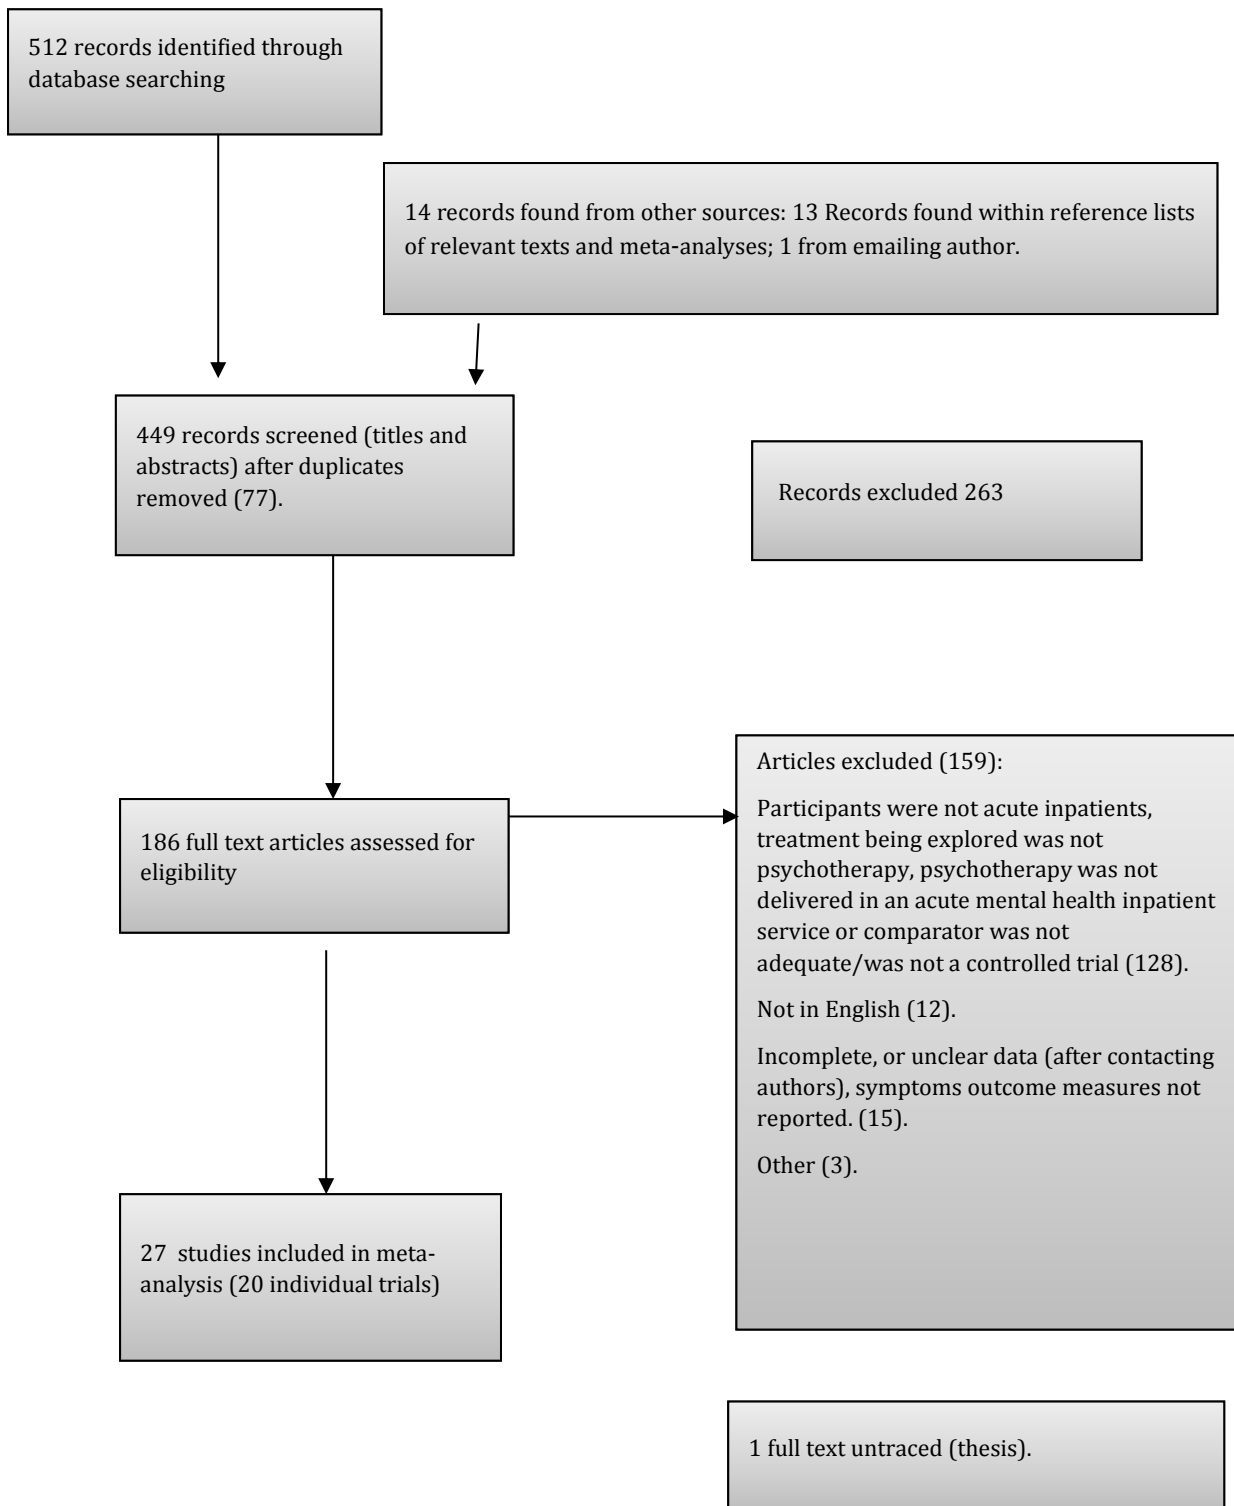 512 records identified through
database searching
14 records found from other sources: 13 Records found within reference lists
of relevant texts and meta-analyses; 1 from emailing author.
449 records screened (titles and
abstracts) after duplicates
removed (77).
Records excluded 263
186 full text articles assessed for
eligibility
Articles excluded (159):
Participants were not acute inpatients,
treatment being explored was not
psychotherapy, psychotherapy was not
delivered in an acute mental health inpatient
service or comparator was not
adequate/was not a controlled trial (128).
Not in English (12).
Incomplete, or unclear data (after contacting
authors), symptoms outcome measures not
reported. (15).
Other (3).
27 studies included in meta-
analysis (20 individual trials)
1 full text untraced (thesis).